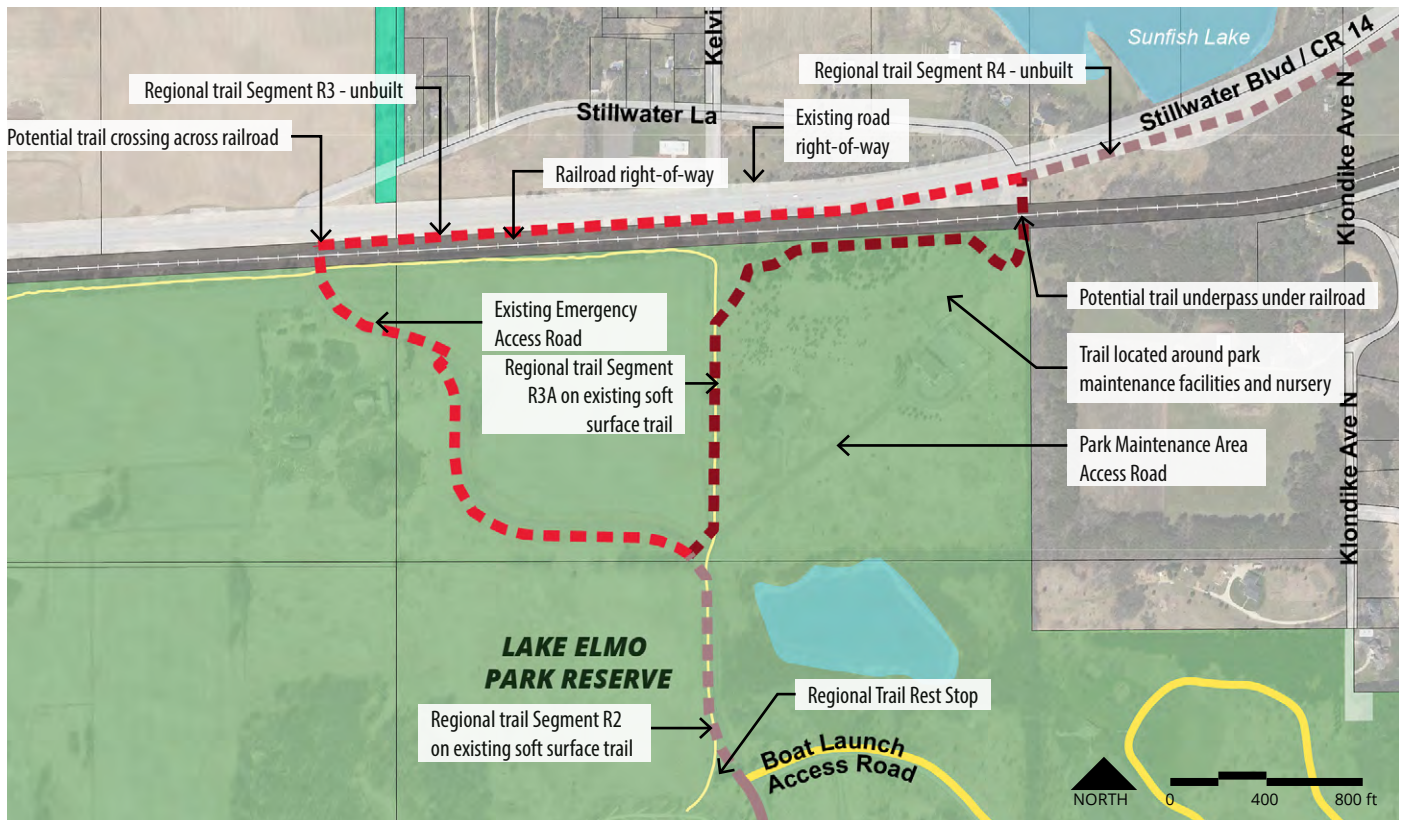 Kelvi
Sunfish Lake
Stillwater Blvd / CR 14
Regional trail Segment R4 - unbuilt
Regional trail Segment R3 - unbuilt
Stillwater La
Existing road
right-of-way
Potential trail crossing across railroad
Railroad right-of-way
Klondike Ave N
Existing Emergency
Access Road
Potential trail underpass under railroad
Regional trail Segment
R3A on existing soft
surface trail
Trail located around park
maintenance facilities and nursery
Park Maintenance Area
Access Road
Klondike Ave N
LAKE ELMO
PARK RESERVE
Regional Trail Rest Stop
Regional trail Segment R2
on existing soft surface trail
Boat Launch
Access Road
NORTH
0 400 800 ft